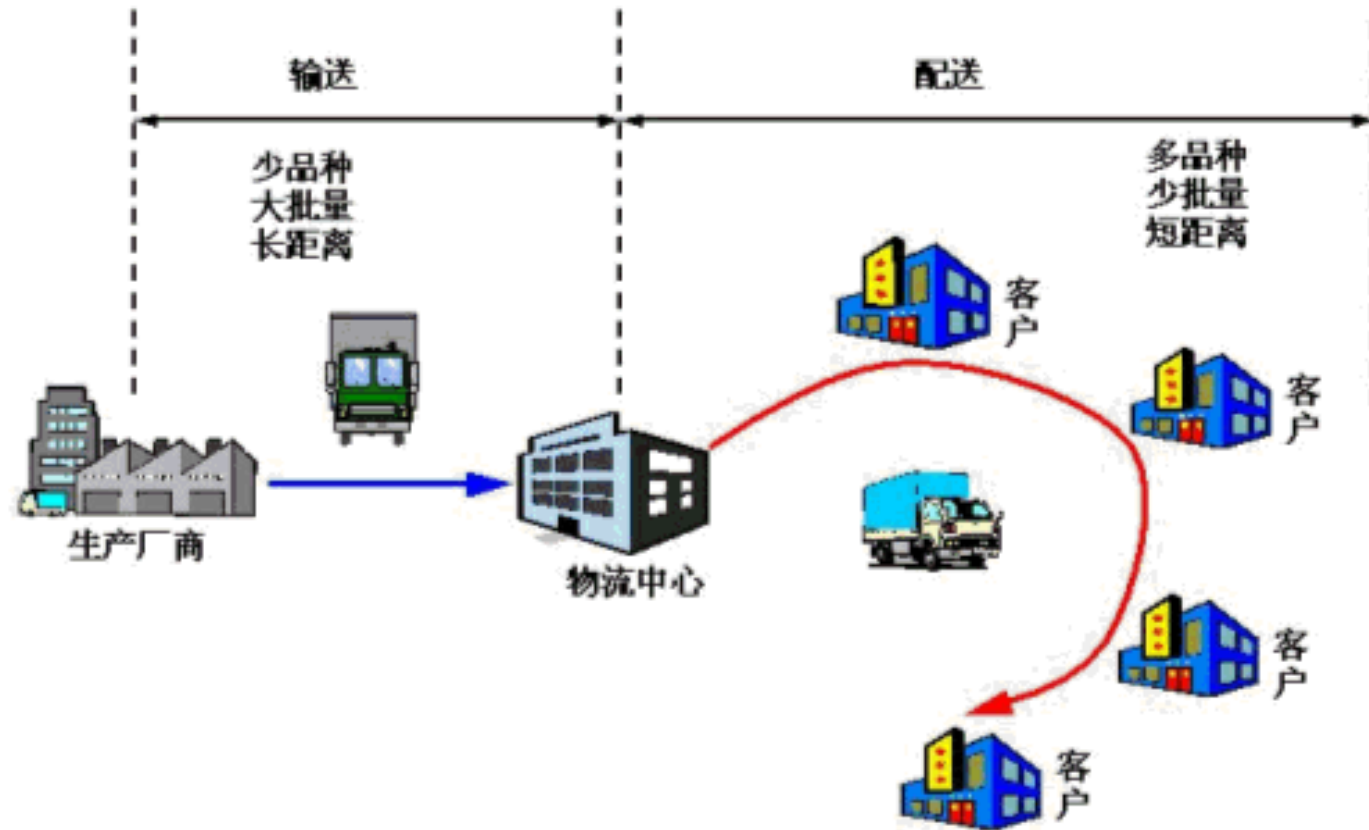 输送
配送
少品种
大批量
长距离
多品种
少批量
短距离
客户
客户
生产厂商
物流中心
客户
客户